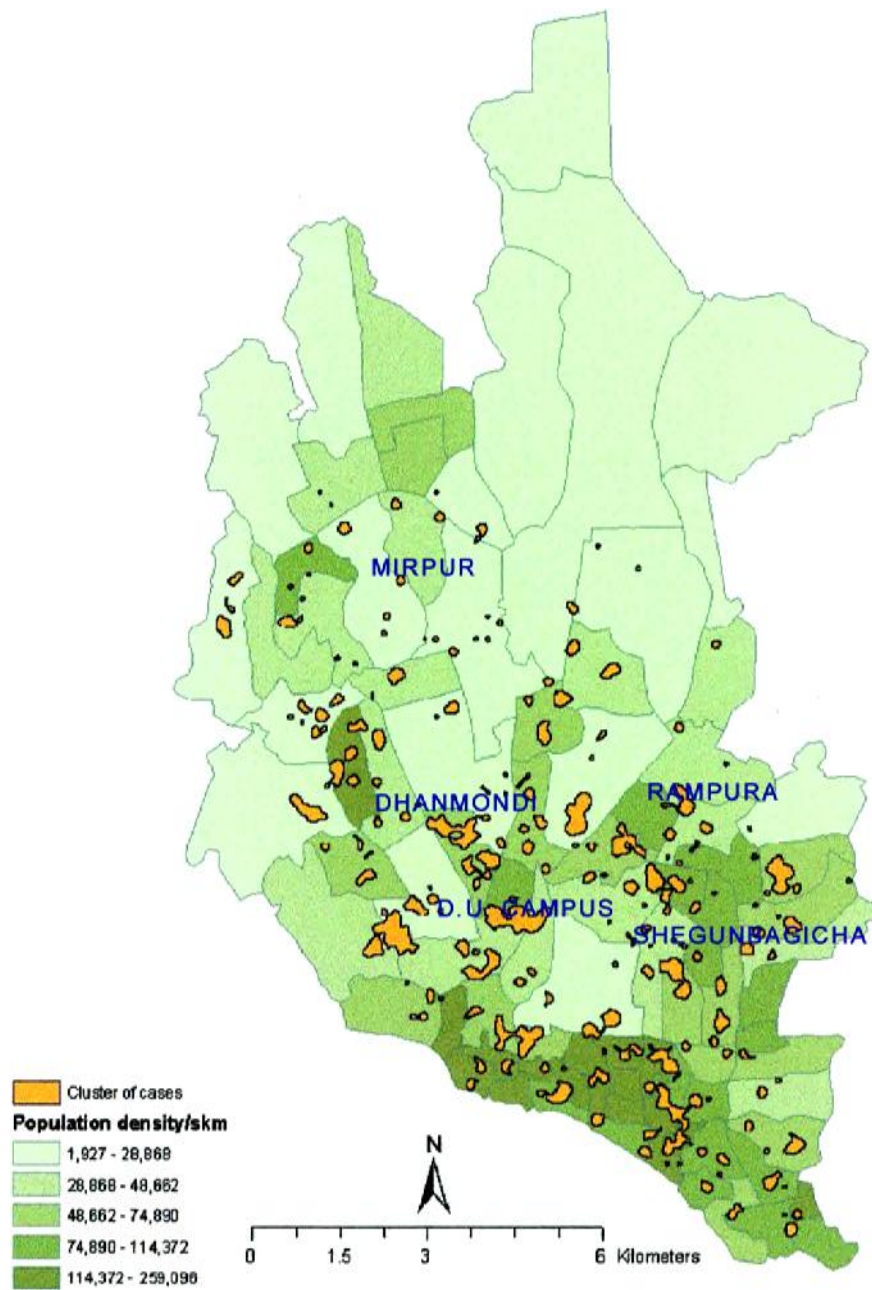 MIRPUR
DHANMONDI
RAMPURA
D.U. CAMPUS
SHEGUNBAGICHA
Cluster of cases
Population density/skm
1,927 - 28,868
28,868 - 48,662
48,662 - 74,890
74,890 - 114,372
114,372 - 259,096
N
0 1.5 3 6 Kilometers